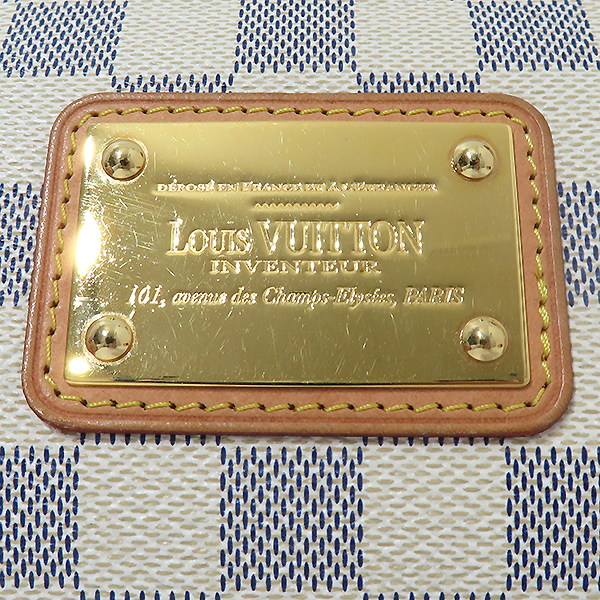 DÉPOSÉ EN FRANCE ET À L'ÉTRANGER
LOUIS VUITTON
INVENTEUR
101, avenue des Champs-Elysées, PARIS